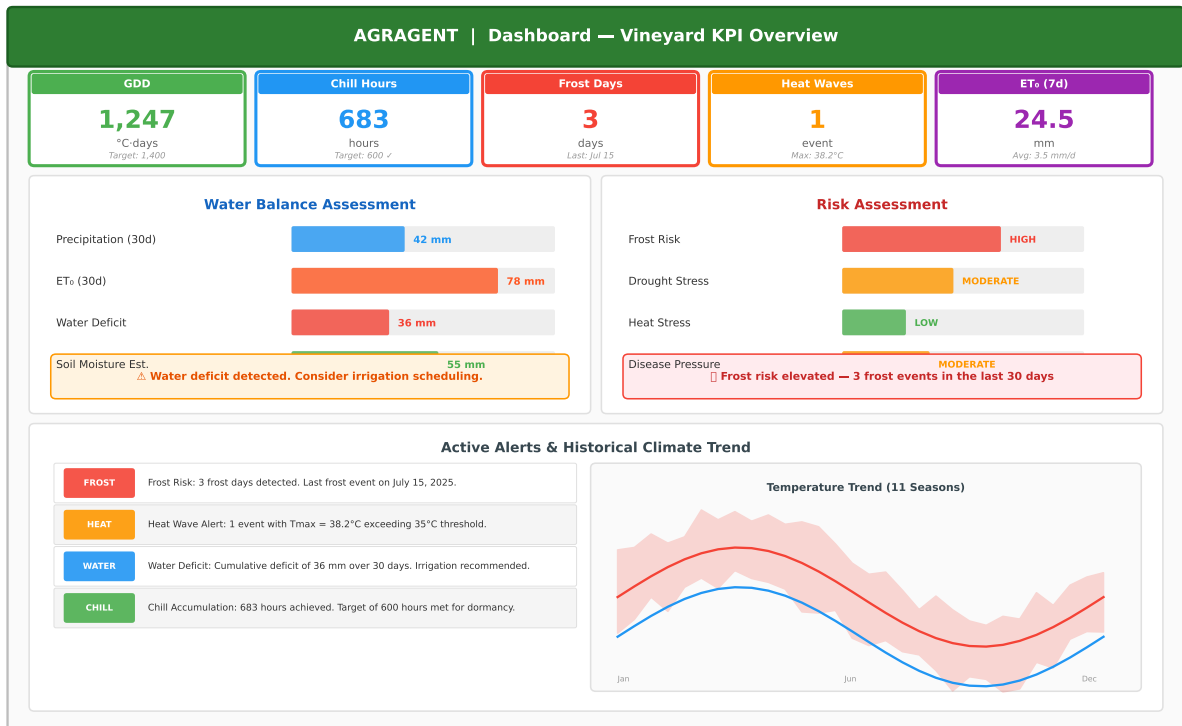 AGRAGENT | Dashboard — Vineyard KPI Overview
GDD
1,247
°C·days
Target: 1,400
Chill Hours
683
hours
Target: 600 ✓
Frost Days
3
days
Last: Jul 15
Heat Waves
1
event
Max: 38.2°C
ET₀ (7d)
24.5
mm
Avg: 3.5 mm/d
Water Balance Assessment
Precipitation (30d) 42 mm
ET₀ (30d) 78 mm
Water Deficit 36 mm
Soil Moisture Est. 55 mm
⚠ Water deficit detected. Consider irrigation scheduling.
Risk Assessment
Frost Risk HIGH
Drought Stress MODERATE
Heat Stress LOW
Disease Pressure MODERATE
Frost risk elevated — 3 frost events in the last 30 days
Active Alerts & Historical Climate Trend
FROST Frost Risk: 3 frost days detected. Last frost event on July 15, 2025.
HEAT Heat Wave Alert: 1 event with Tmax = 38.2°C exceeding 35°C threshold.
WATER Water Deficit: Cumulative deficit of 36 mm over 30 days. Irrigation recommended.
CHILL Chill Accumulation: 683 hours achieved. Target of 600 hours met for dormancy.
Temperature Trend (11 Seasons)
Jan Jun Dec